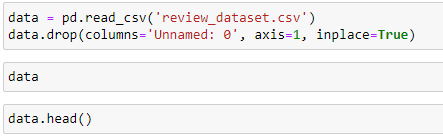 data = pd.read_csv('review_dataset.csv')
data.drop(columns='Unnamed: 0', axis=1, inplace=True)
data
data.head()